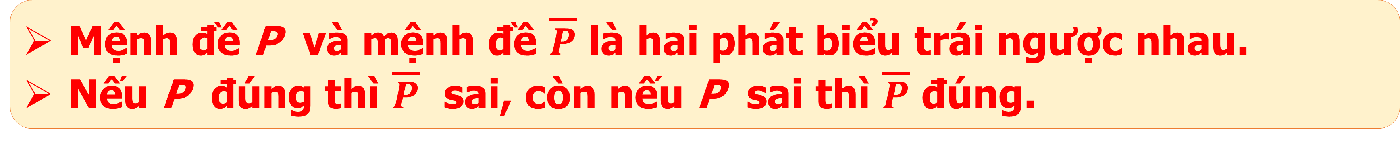 ➢ Mệnh đề P và mệnh đề P̅ là hai phát biểu trái ngược nhau.
➢ Nếu P đúng thì P̅ sai, còn nếu P sai thì P̅ đúng.